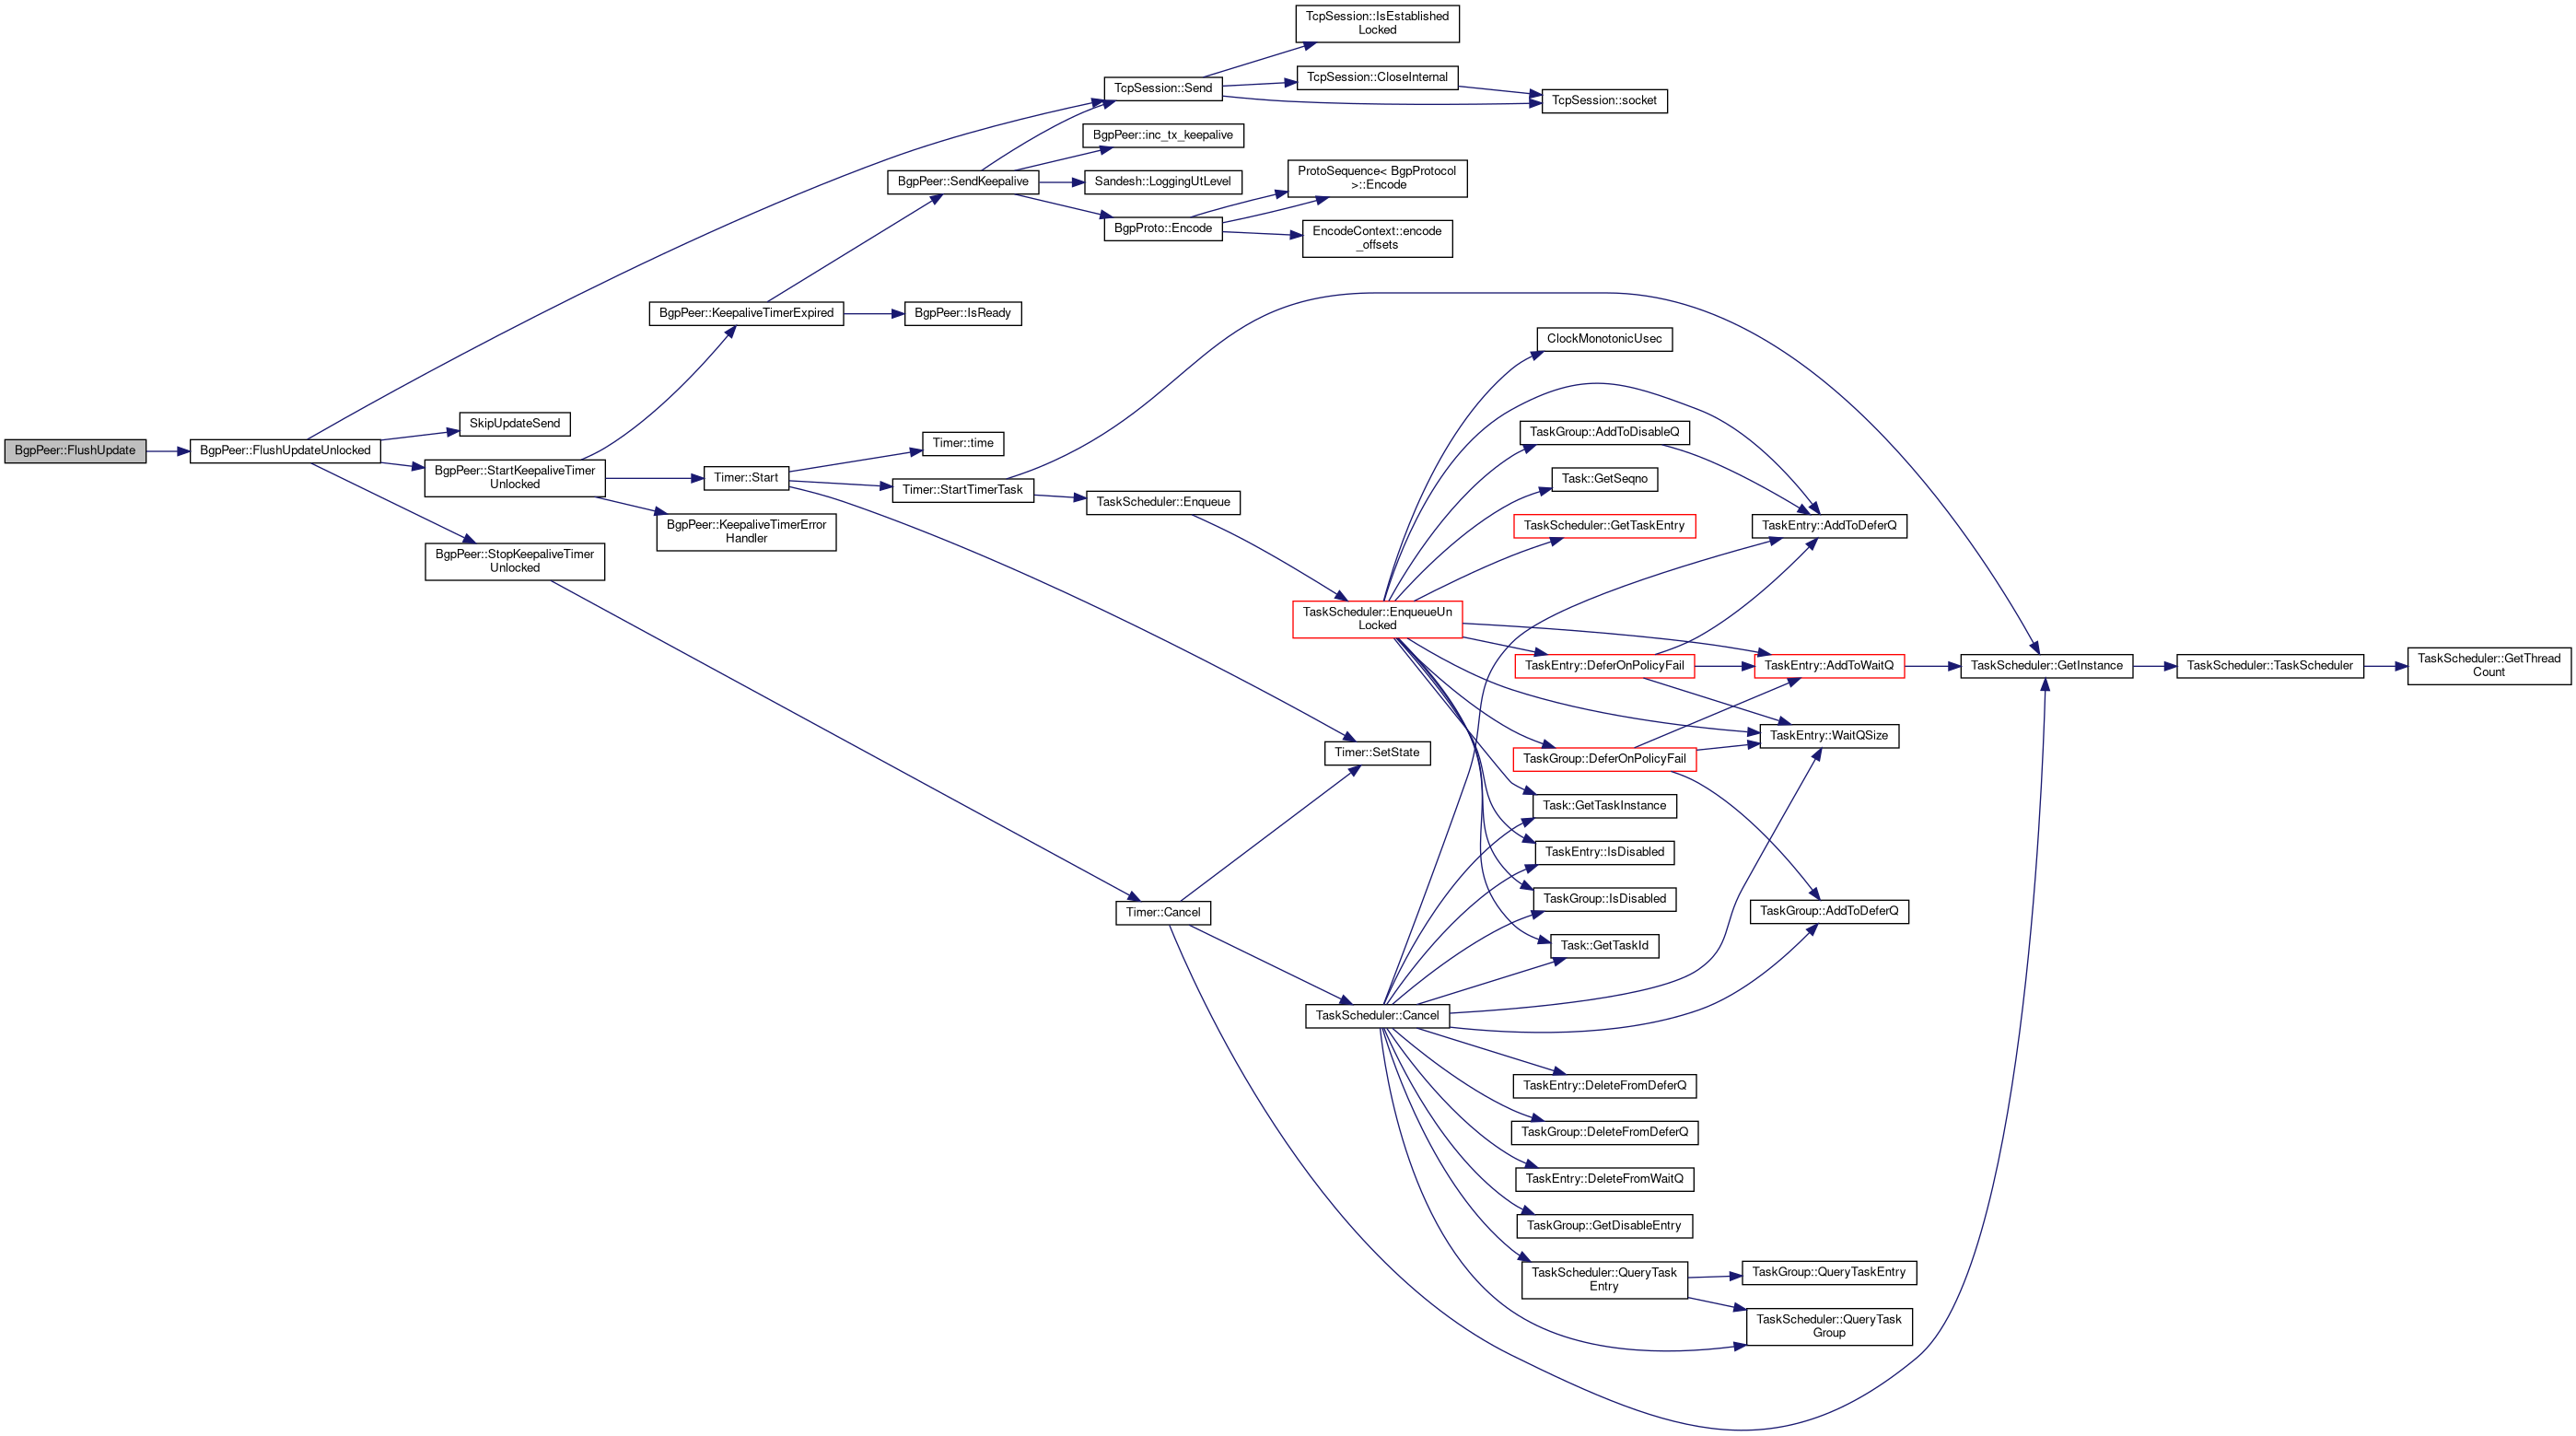 TcpSession::IsEstablished
Locked
TcpSession::Send
TcpSession::CloseInternal
TcpSession::socket
BgpPeer::inc_tx_keepalive
BgpPeer::SendKeepalive
Sandesh::LoggingUtLevel
ProtoSequence< BgpProtocol
>::Encode
BgpProto::Encode
EncodeContext::encode
_offsets
BgpPeer::KeepaliveTimerExpired
BgpPeer::IsReady
ClockMonotonicUsec
SkipUpdateSend
BgpPeer::FlushUpdate
BgpPeer::FlushUpdateUnlocked
BgpPeer::StartKeepaliveTimer
Unlocked
Timer::time
Timer::Start
Timer::StartTimerTask
TaskScheduler::Enqueue
BgpPeer::KeepaliveTimerError
Handler
BgpPeer::StopKeepaliveTimer
Unlocked
TaskGroup::AddToDisableQ
Task::GetSeqno
TaskScheduler::GetTaskEntry
TaskEntry::AddToDeferQ
TaskScheduler::EnqueueUn
Locked
TaskEntry::DeferOnPolicyFail
TaskEntry::AddToWaitQ
TaskScheduler::GetInstance
TaskScheduler::TaskScheduler
TaskScheduler::GetThread
Count
TaskEntry::WaitQSize
TaskGroup::DeferOnPolicyFail
Timer::SetState
Task::GetTaskInstance
TaskEntry::IsDisabled
TaskGroup::IsDisabled
TaskGroup::AddToDeferQ
Timer::Cancel
Task::GetTaskId
TaskScheduler::Cancel
TaskEntry::DeleteFromDeferQ
TaskGroup::DeleteFromDeferQ
TaskEntry::DeleteFromWaitQ
TaskGroup::GetDisableEntry
TaskScheduler::QueryTask
Entry
TaskGroup::QueryTaskEntry
TaskScheduler::QueryTask
Group